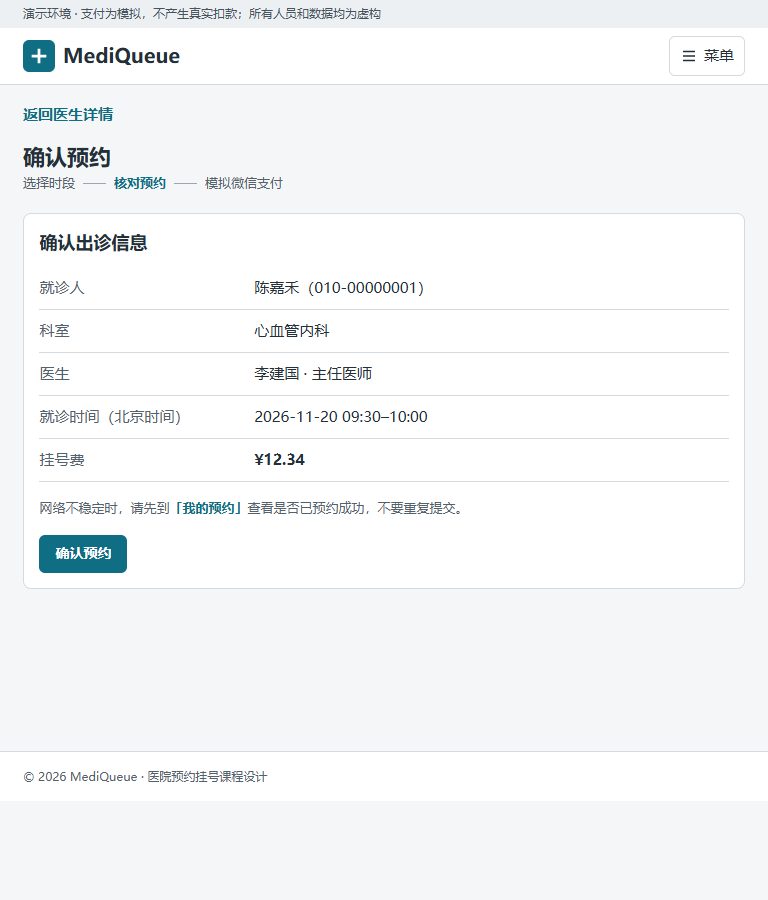 演示环境 · 支付为模拟，不产生真实扣款；所有人员和数据均为虚构
MediQueue
菜单
返回医生详情
确认预约
选择时段 —— 核对预约 —— 模拟微信支付
确认出诊信息
就诊人 陈嘉禾（010-00000001）
科室 心血管内科
医生 李建国 · 主任医师
就诊时间（北京时间） 2026-11-20 09:30–10:00
挂号费 ¥12.34
网络不稳定时，请先到「我的预约」查看是否已预约成功，不要重复提交。
确认预约
© 2026 MediQueue · 医院预约挂号课程设计